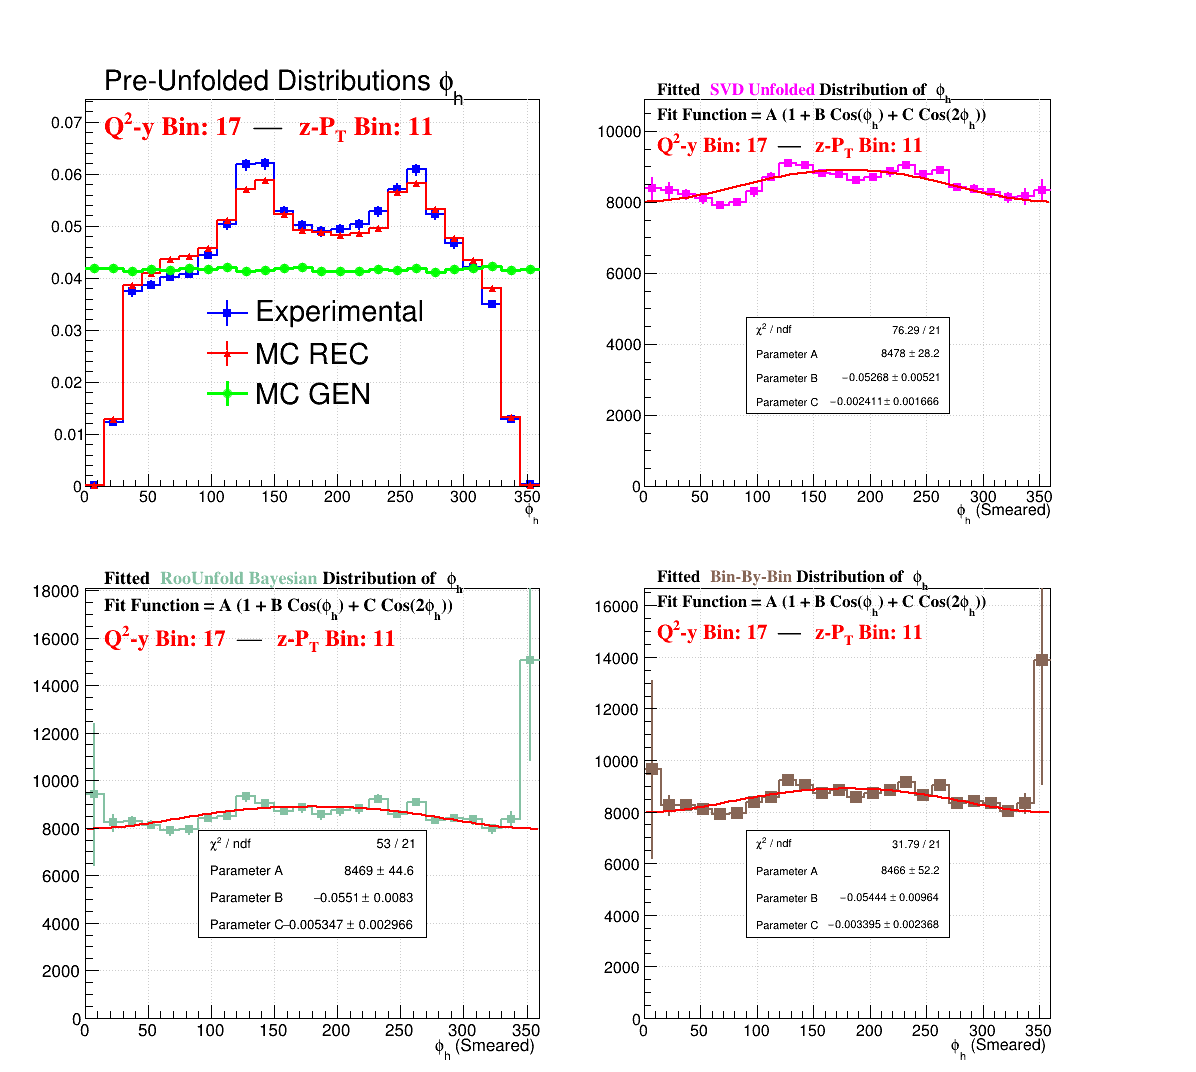 Pre-Unfolded Distributions ϕh
Q²-y Bin: 17 — z-PT Bin: 11
0.07
0.06
0.05
0.04
0.03
0.02
0.01
0
Experimental
MC REC
MC GEN
0 50 100 150 200 250 300 350
ϕh
Fitted SVD Unfolded Distribution of ϕh
Fit Function = A (1 + B Cos(ϕh) + C Cos(2ϕh))
Q²-y Bin: 17 — z-PT Bin: 11
10000
8000
6000
4000
2000
0
χ² / ndf 76.29 / 21
Parameter A 8478 ± 28.2
Parameter B −0.05268 ± 0.00521
Parameter C −0.002411 ± 0.001666
0 50 100 150 200 250 300 350
ϕh (Smeared)
Fitted RooUnfold Bayesian Distribution of ϕh
Fit Function = A (1 + B Cos(ϕh) + C Cos(2ϕh))
Q²-y Bin: 17 — z-PT Bin: 11
18000
16000
14000
12000
10000
8000
6000
4000
2000
0
χ² / ndf 53 / 21
Parameter A 8469 ± 44.6
Parameter B −0.0551 ± 0.0083
Parameter C −0.005347 ± 0.002966
0 50 100 150 200 250 300 350
ϕh (Smeared)
Fitted Bin-By-Bin Distribution of ϕh
Fit Function = A (1 + B Cos(ϕh) + C Cos(2ϕh))
Q²-y Bin: 17 — z-PT Bin: 11
16000
14000
12000
10000
8000
6000
4000
2000
0
χ² / ndf 31.79 / 21
Parameter A 8466 ± 52.2
Parameter B −0.05444 ± 0.00964
Parameter C −0.003395 ± 0.002368
0 50 100 150 200 250 300 350
ϕh (Smeared)